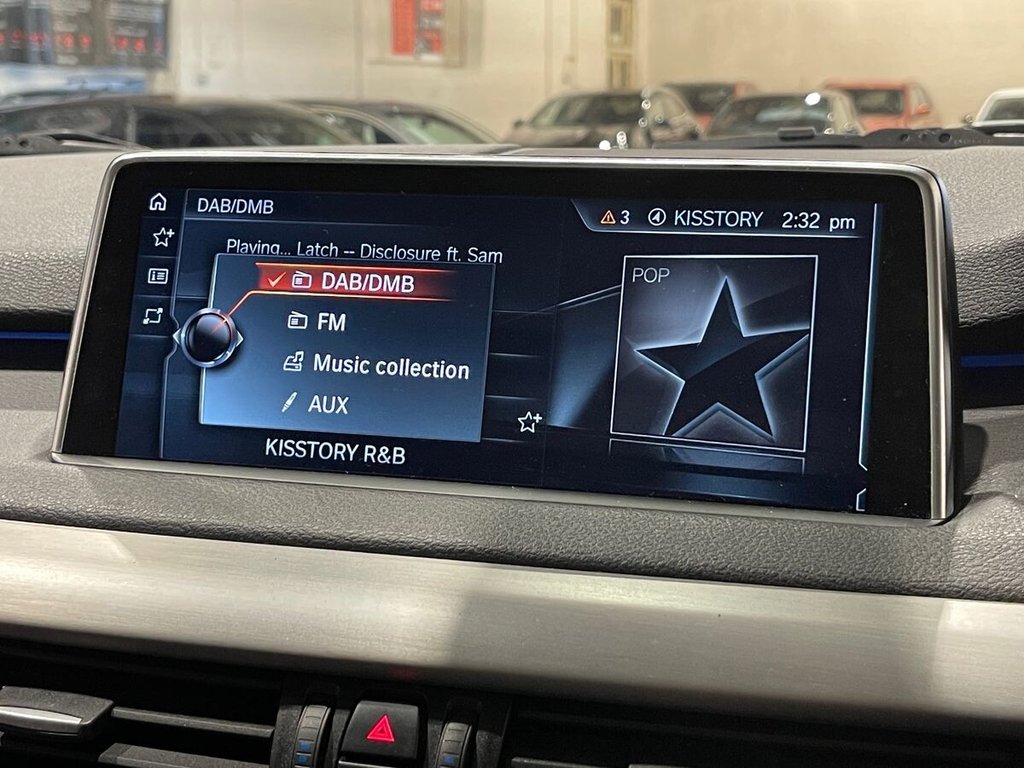 DAB/DMB
3 KISSTORY 2:32 pm
Playing... Latch -- Disclosure ft. Sam
DAB/DMB
FM
Music collection
AUX
KISSTORY R&B
POP